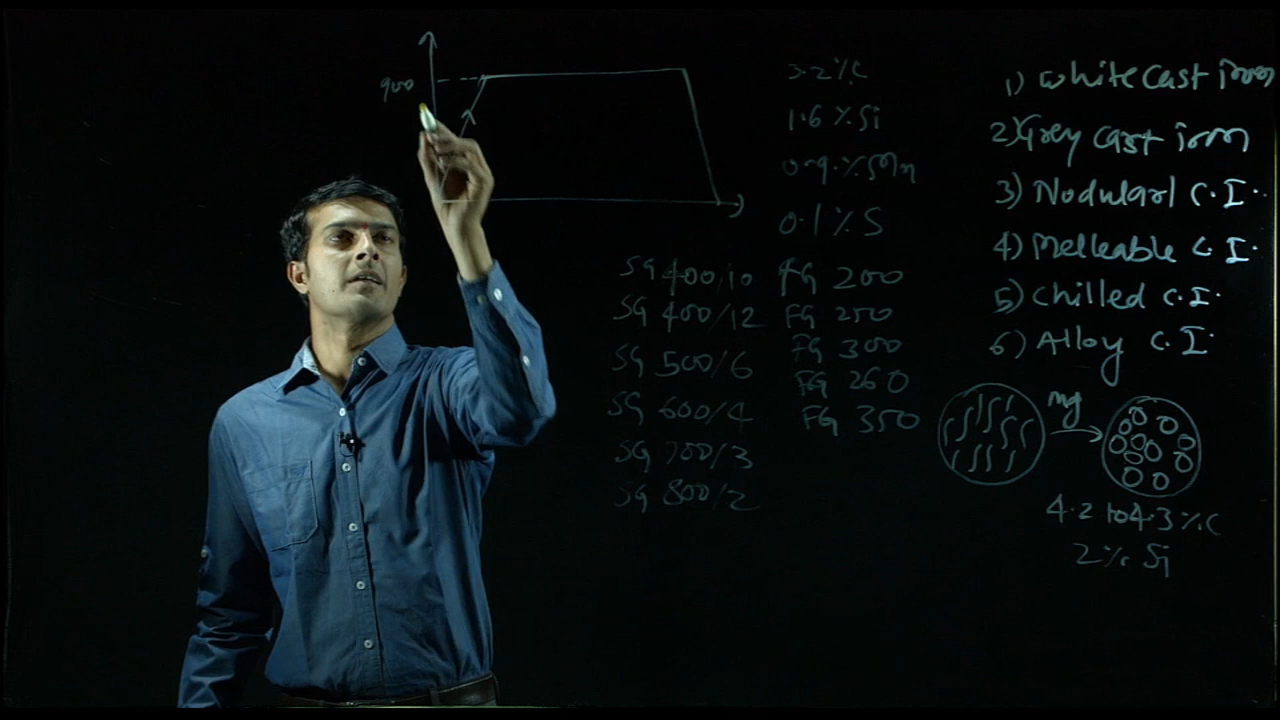 900
3.2%C
1.6 % Si
0.9.% Mn
0.1 % S
SG 400/10
SG 400/12
SG 500/6
SG 600/4
SG 700/3
SG 800/2
FG 200
FG 250
FG 300
FG 260
FG 350
1) White cast iron
2) Grey cast iron
3) Nodularl C.I.
4) Melleable C.I.
5) Chilled C.I.
6) Alloy C.I.
Mg
4.2 to 4.3 %.C
2% Si